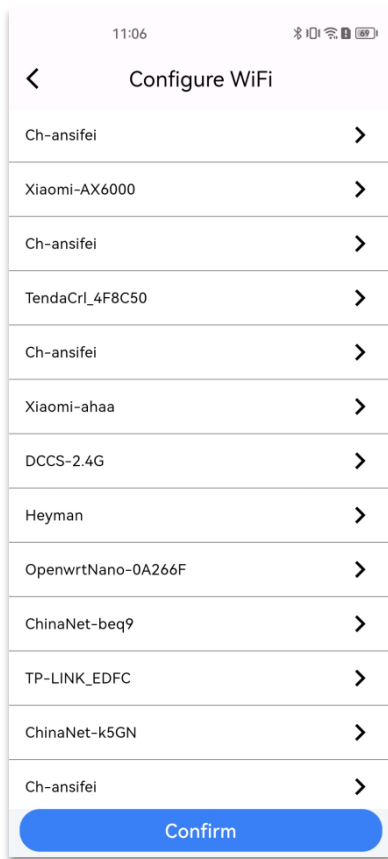 11:06
69
Configure WiFi
Ch-ansifei
Xiaomi-AX6000
Ch-ansifei
TendaCrl_4F8C50
Ch-ansifei
Xiaomi-ahaa
DCCS-2.4G
Heyman
OpenwrtNano-0A266F
ChinaNet-beq9
TP-LINK_EDFC
ChinaNet-k5GN
Ch-ansifei
Confirm